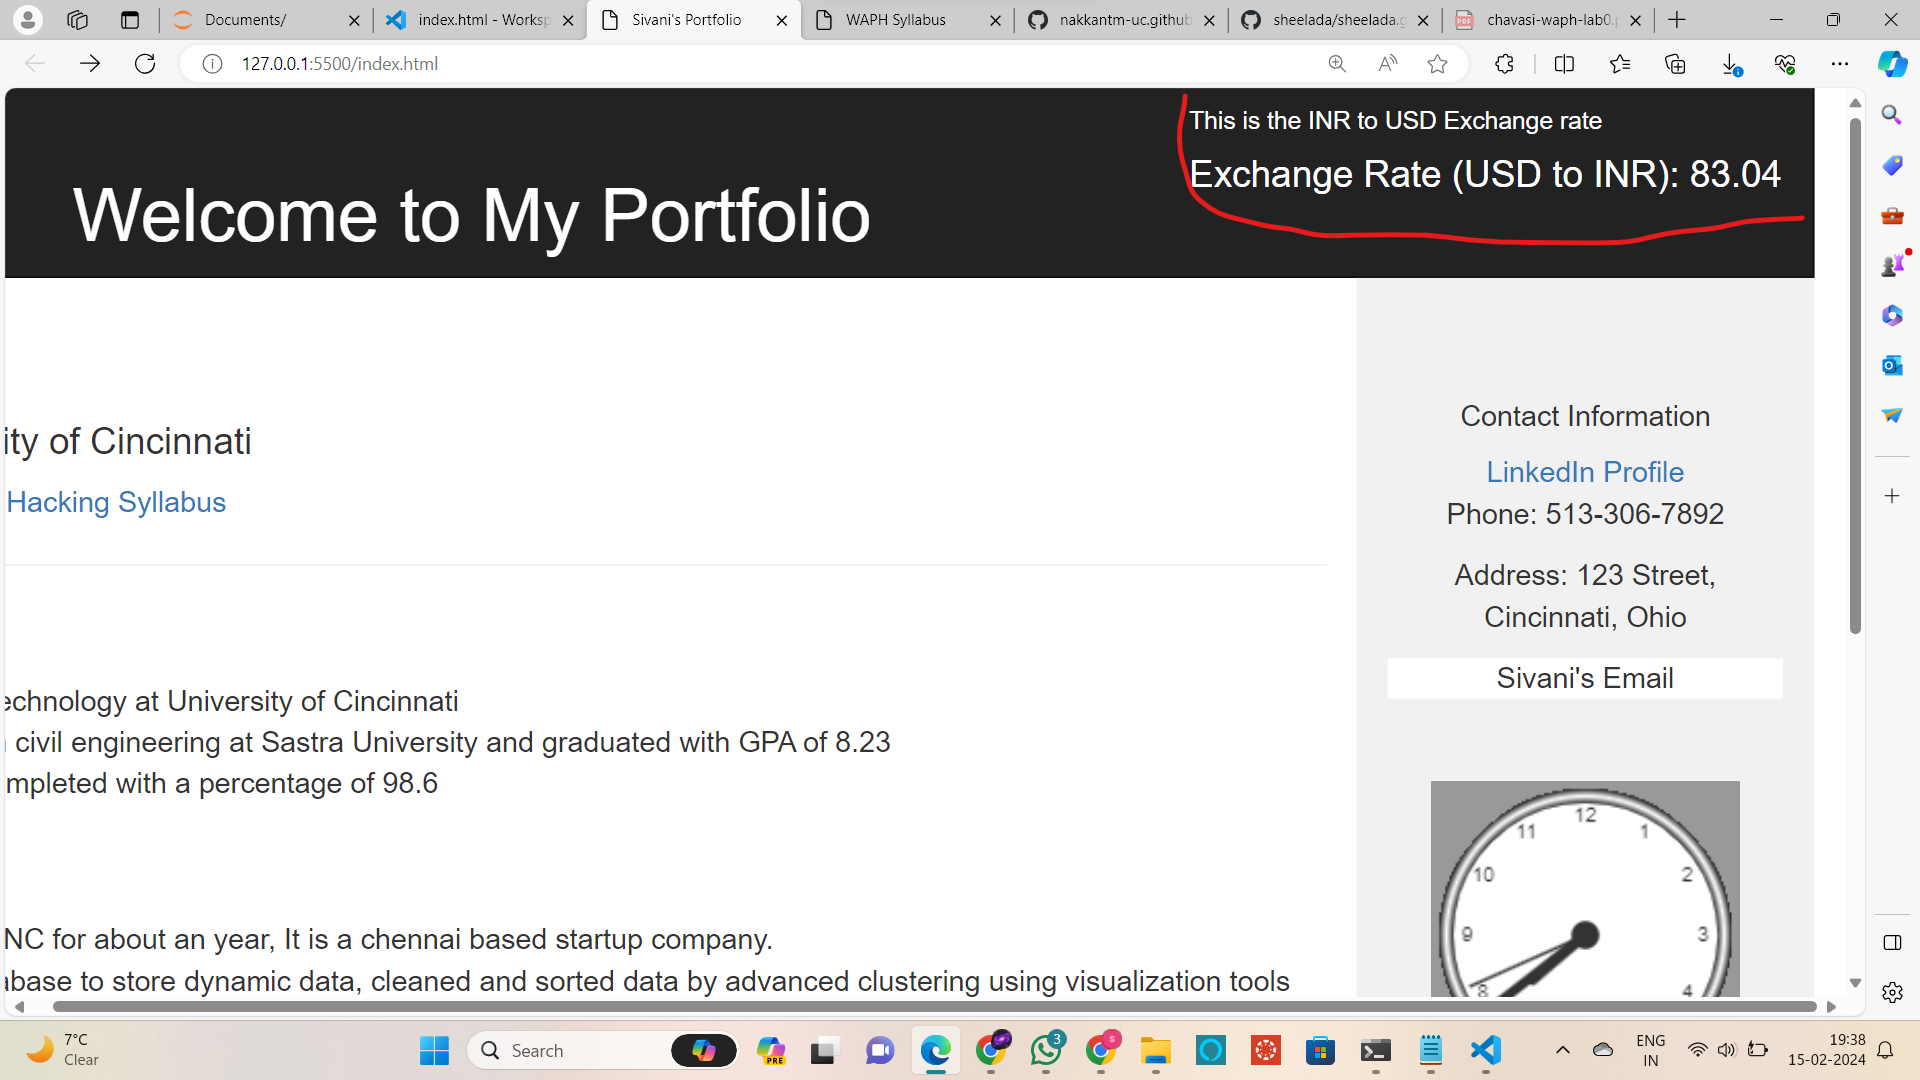 Documents/
index.html - Worksp
Sivani's Portfolio
WAPH Syllabus
nakkantm-uc.github
sheelada/sheelada.g
chavasi-waph-lab0.p
127.0.0.1:5500/index.html
This is the INR to USD Exchange rate
Exchange Rate (USD to INR): 83.04
Welcome to My Portfolio
ity of Cincinnati
Hacking Syllabus
echnology at University of Cincinnati
civil engineering at Sastra University and graduated with GPA of 8.23
mpleted with a percentage of 98.6
NC for about an year, It is a chennai based startup company.
abase to store dynamic data, cleaned and sorted data by advanced clustering using visualization tools
Contact Information
LinkedIn Profile
Phone: 513-306-7892
Address: 123 Street,
Cincinnati, Ohio
Sivani's Email
12
11 1
10 2
9 3
8 4
7°C
Clear
Search
PRE
3
S
ENG
IN
19:38
15-02-2024